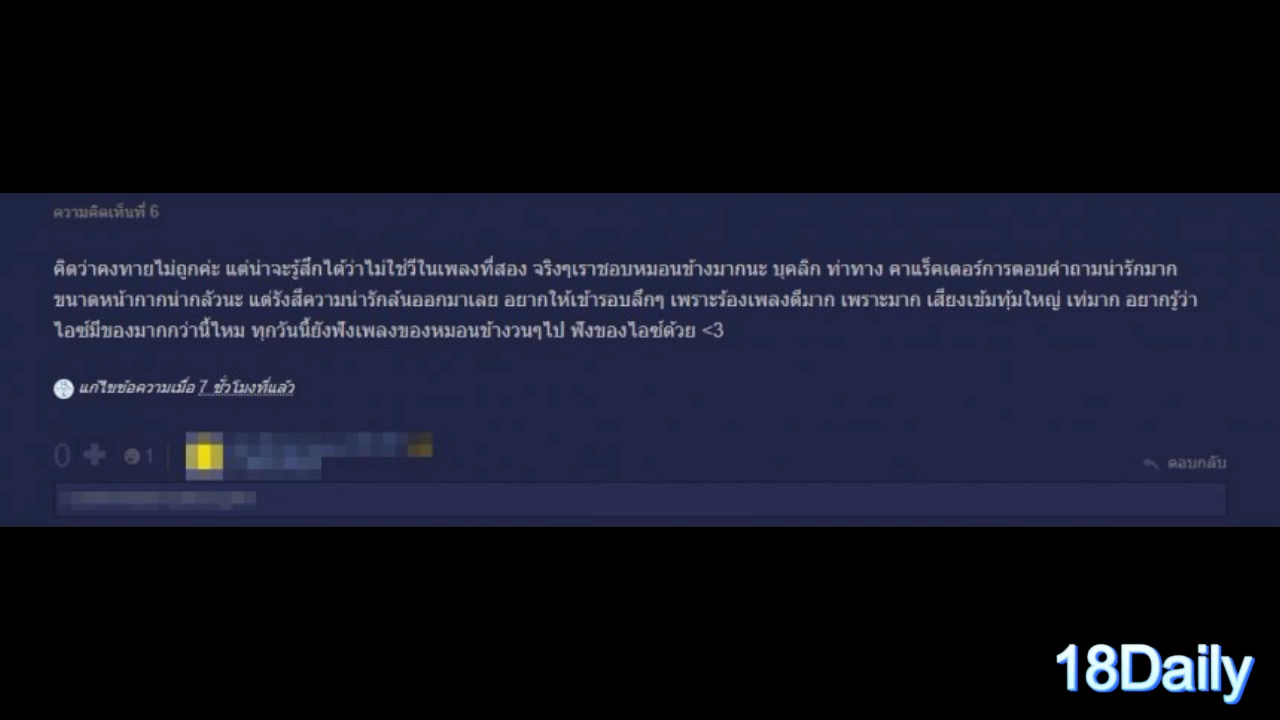 ความคิดเห็นที่ 6
คิดว่าคงทายไม่ถูกค่ะ แต่น่าจะรู้สึกได้ว่าไม่ใช่วีในเพลงที่สอง จริงๆเราชอบหมอนข้างมากนะ บุคลิก ท่าทาง คาแร็คเตอร์การตอบคำถามน่ารักมาก
ขนาดหน้ากากน่ากลัวนะ แต่รังสีความน่ารักล้นออกมาเลย อยากให้เข้ารอบลึกๆ เพราะร้องเพลงดีมาก เพราะมาก เสียงเข้มทุ้มใหญ่ เท่มาก อยากรู้ว่า
ไอซ์มีของมากกว่านี้ไหม ทุกวันนี้ยังฟังเพลงของหมอนข้างวนๆไป ฟังของไอซ์ด้วย <3
แก้ไขข้อความเมื่อ 7 ชั่วโมงที่แล้ว
0 1
ตอบกลับ
18Daily